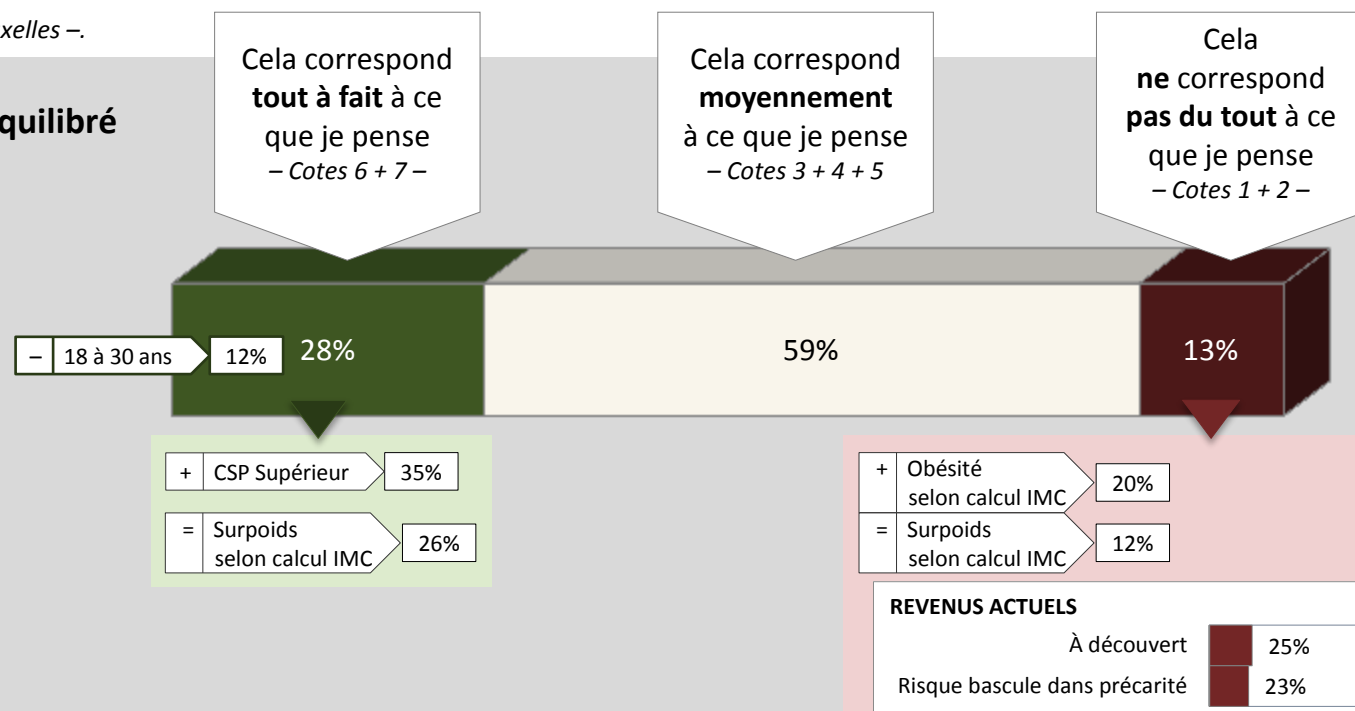 xelles –.
quilibré
Cela correspond
tout à fait à ce
que je pense
– Cotes 6 + 7 –
Cela correspond
moyennement
à ce que je pense
– Cotes 3 + 4 + 5
Cela
ne correspond
pas du tout à ce
que je pense
– Cotes 1 + 2 –
– 18 à 30 ans 12% 28% 59% 13%
+ CSP Supérieur 35%
= Surpoids
selon calcul IMC 26%
+ Obésité
selon calcul IMC 20%
= Surpoids
selon calcul IMC 12%
REVENUS ACTUELS
À découvert 25%
Risque bascule dans précarité 23%